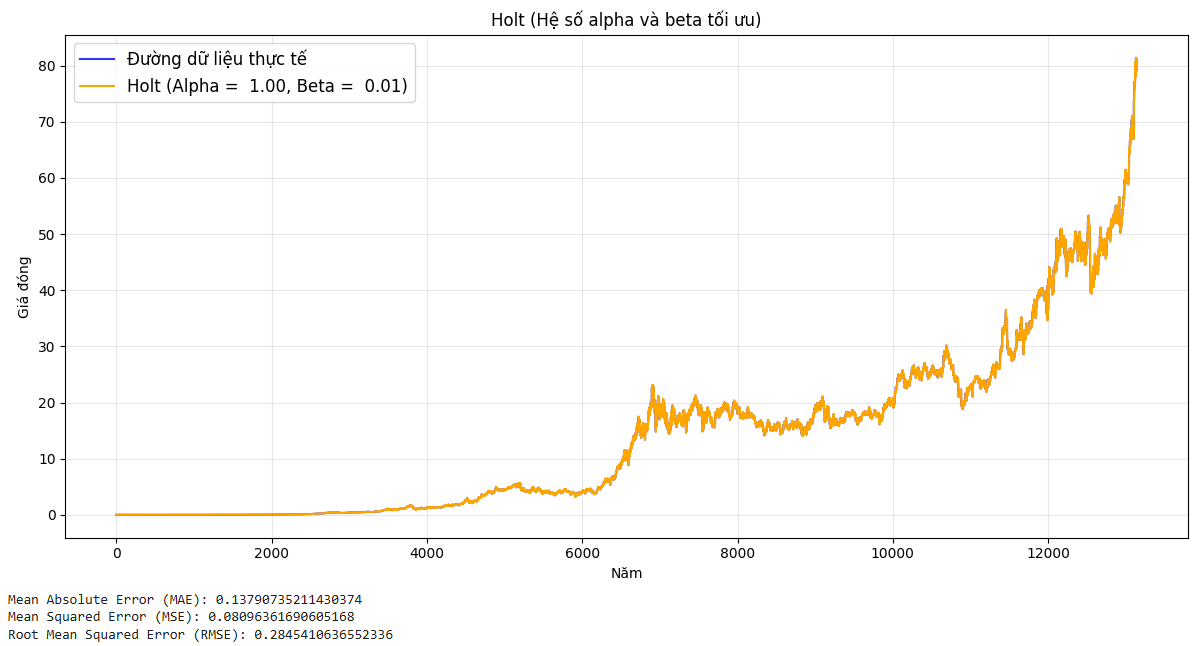 Holt (Hệ số alpha và beta tối ưu)
Đường dữ liệu thực tế
Holt (Alpha =  1.00, Beta =  0.01)
80
70
60
50
40
30
20
10
0
Giá đóng
0 2000 4000 6000 8000 10000 12000
Năm
Mean Absolute Error (MAE): 0.13790735211430374
Mean Squared Error (MSE): 0.08096361690605168
Root Mean Squared Error (RMSE): 0.2845410636552336